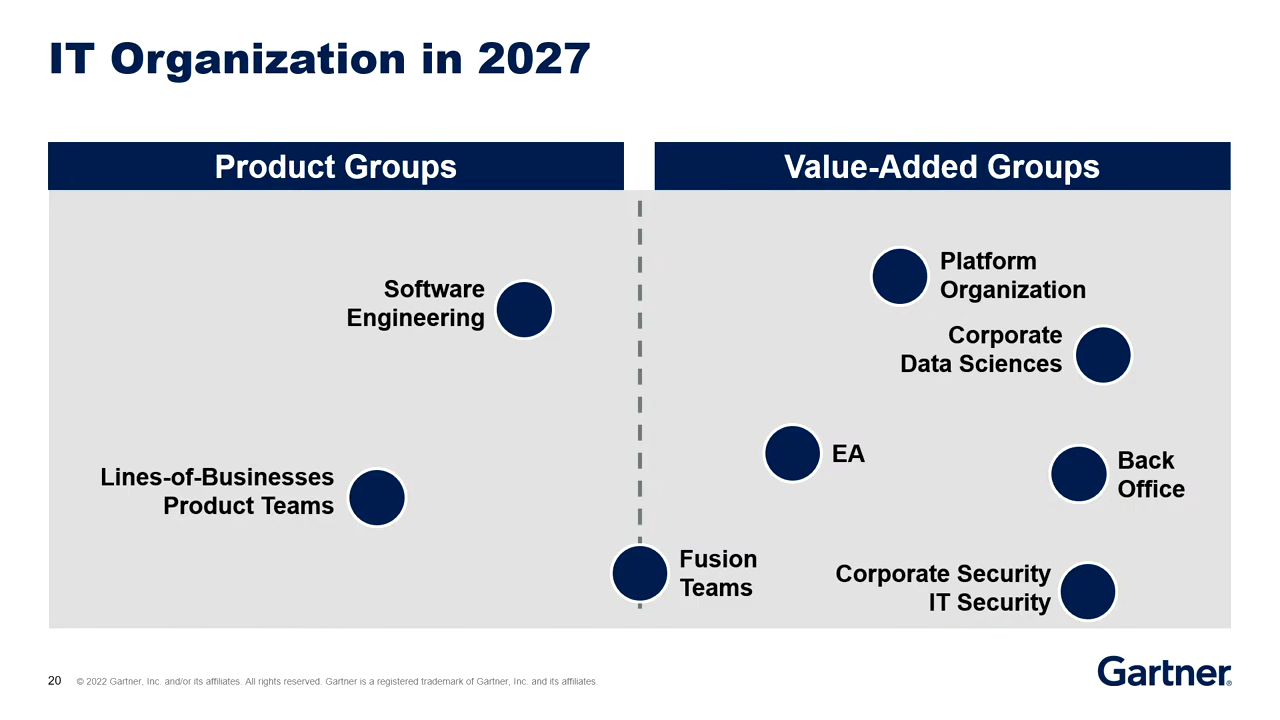 IT Organization in 2027
Product Groups
Value-Added Groups
Software
Engineering
Lines-of-Businesses
Product Teams
Platform
Organization
Corporate
Data Sciences
EA
Back
Office
Fusion
Teams
Corporate Security
IT Security
20 © 2022 Gartner, Inc. and/or its affiliates. All rights reserved. Gartner is a registered trademark of Gartner, Inc. and its affiliates.
Gartner®